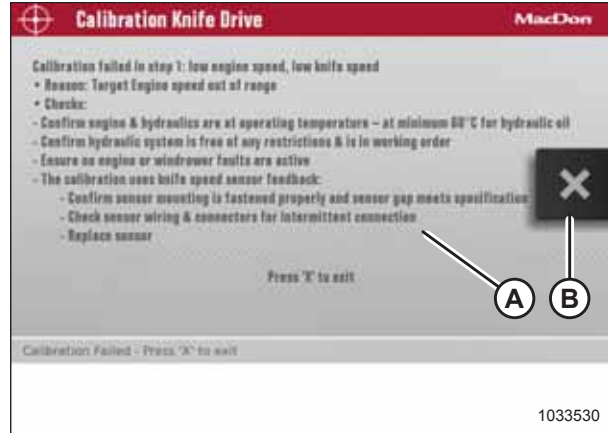 Calibration Knife Drive
MacDon
Calibration failed in step 1: low engine speed, low knife speed
• Reason: Target Engine speed out of range
• Checks:
- Confirm engine & hydraulics are at operating temperature – at minimum 60°C for hydraulic oil
- Confirm hydraulic system is free of any restrictions & is in working order
- Ensure no engine or windrower faults are active
- The calibration uses knife speed sensor feedback:
- Confirm sensor mounting is fastened properly and sensor gap meets specification
- Check sensor wiring & connectors for intermittent connection
- Replace sensor
Press 'X' to exit
A
B
Calibration Failed - Press 'X' to exit
1033530